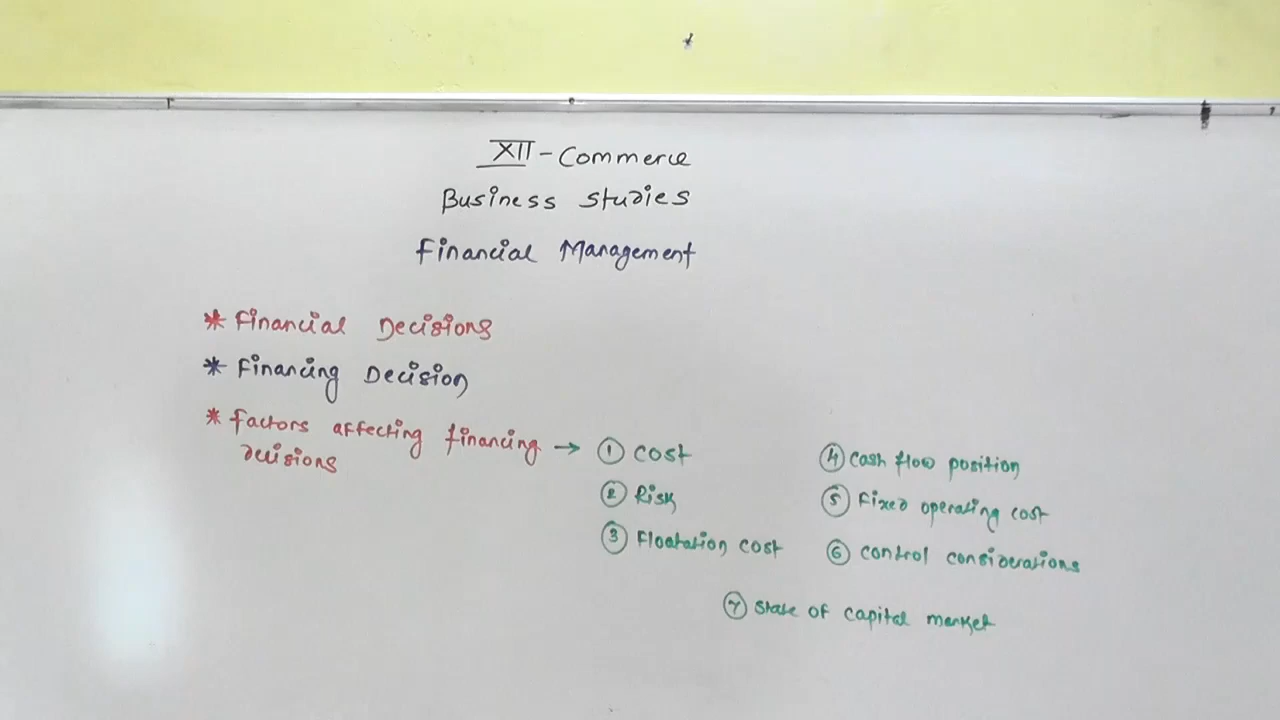 XII - Commerce
Business Studies
Financial Management
* Financial Decisions
* Financing Decision
* Factors affecting financing decisions → ① Cost
② Risk
③ Floatation cost
④ Cash flow position
⑤ Fixed operating cost
⑥ Control considerations
⑦ State of capital market